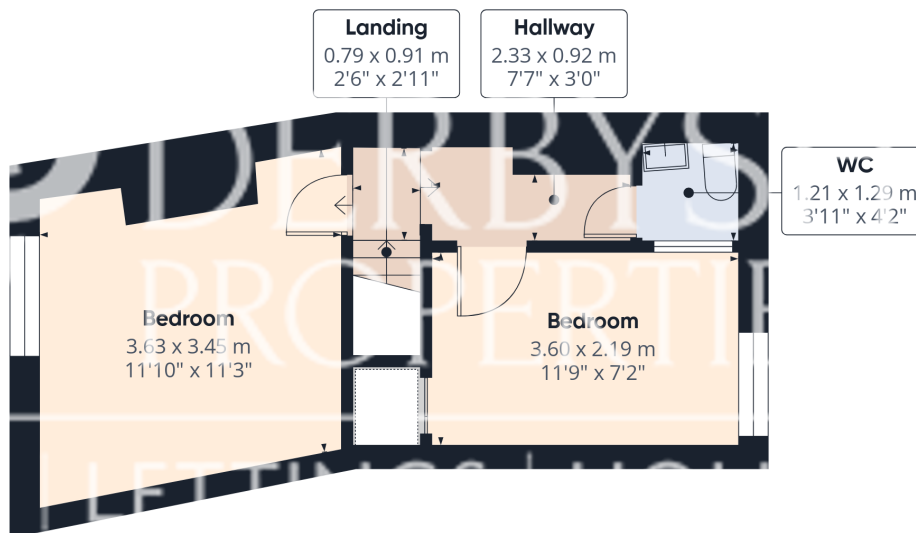 Landing
0.79 x 0.91 m
2'6" x 2'11"
Hallway
2.33 x 0.92 m
7'7" x 3'0"
DERBYS
WC
1.21 x 1.29 m
3'11" x 4'2"
PROPERTIE
Bedroom
3.63 x 3.45 m
11'10" x 11'3"
Bedroom
3.60 x 2.19 m
11'9" x 7'2"
| LETTINGS | HOU